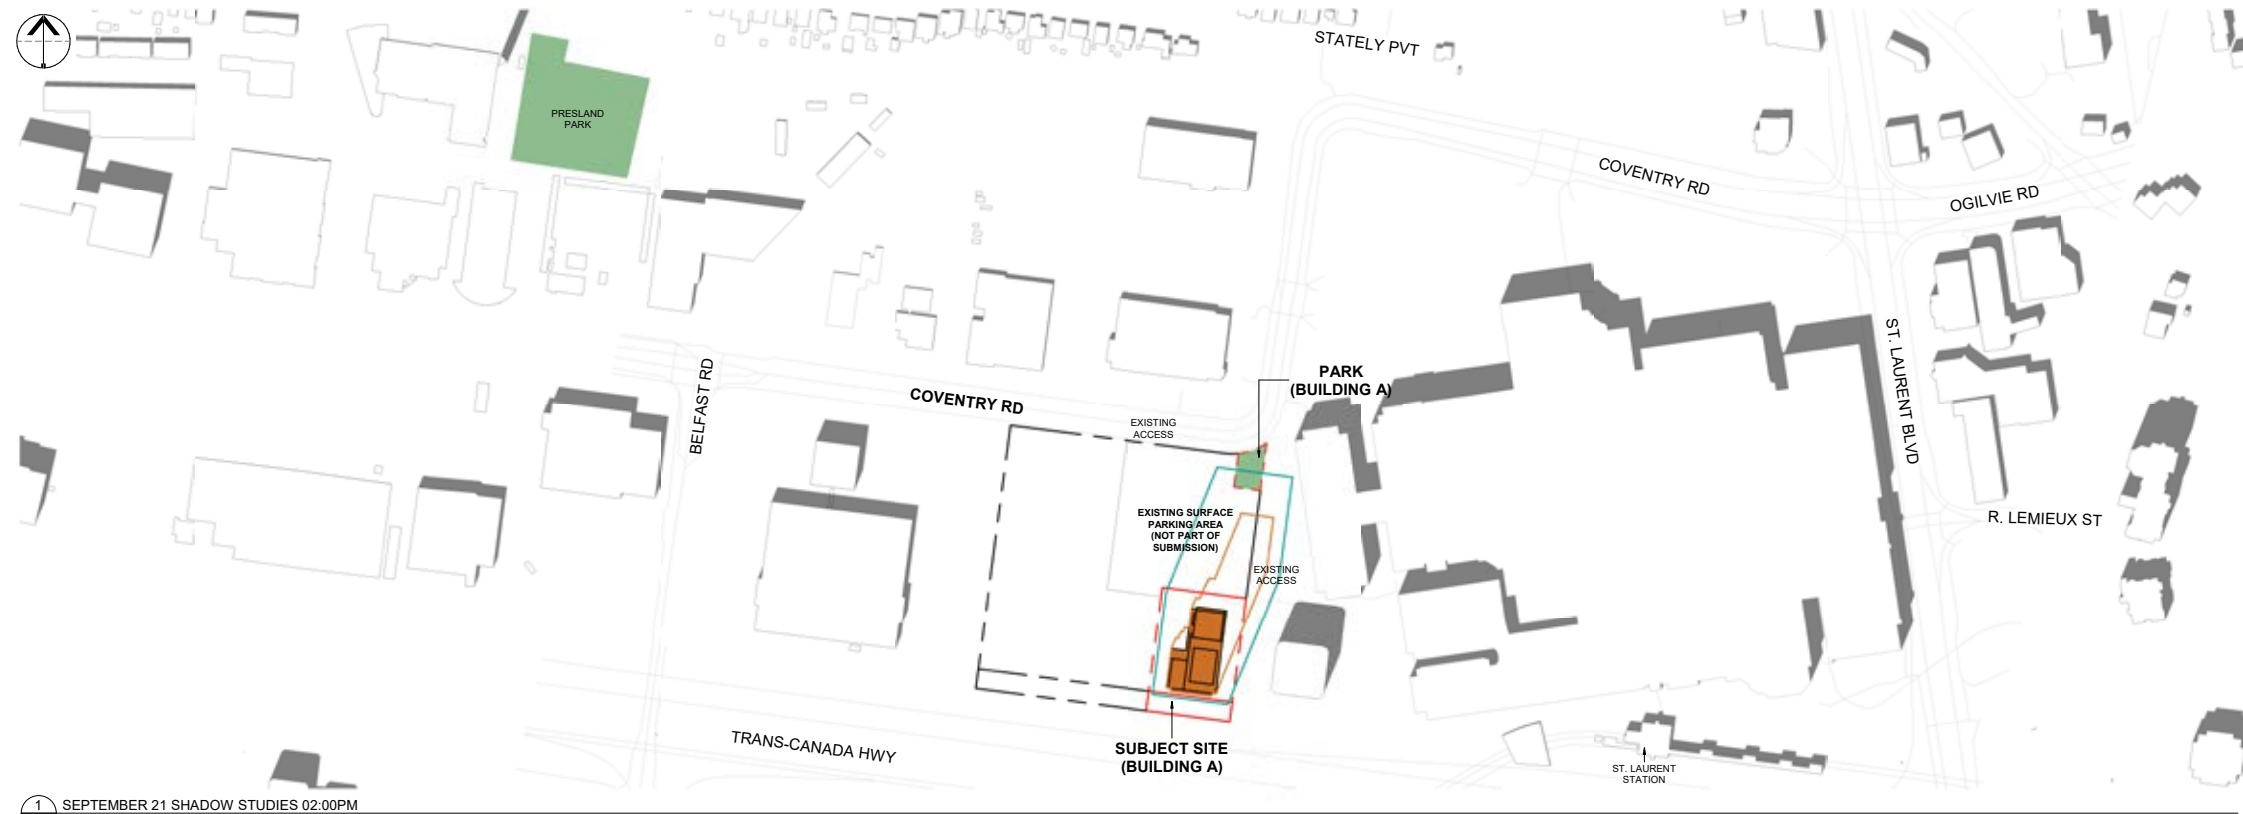 STATELY PVT
PRESLAND
PARK
COVENTRY RD
OGILVIE RD
ST. LAURENT BLVD
BELFAST RD
PARK
(BUILDING A)
COVENTRY RD
EXISTING
ACCESS
EXISTING SURFACE
PARKING AREA
(NOT PART OF
SUBMISSION)
R. LEMIEUX ST
EXISTING
ACCESS
TRANS-CANADA HWY
SUBJECT SITE
(BUILDING A)
ST. LAURENT
STATION
1 SEPTEMBER 21 SHADOW STUDIES 02:00PM